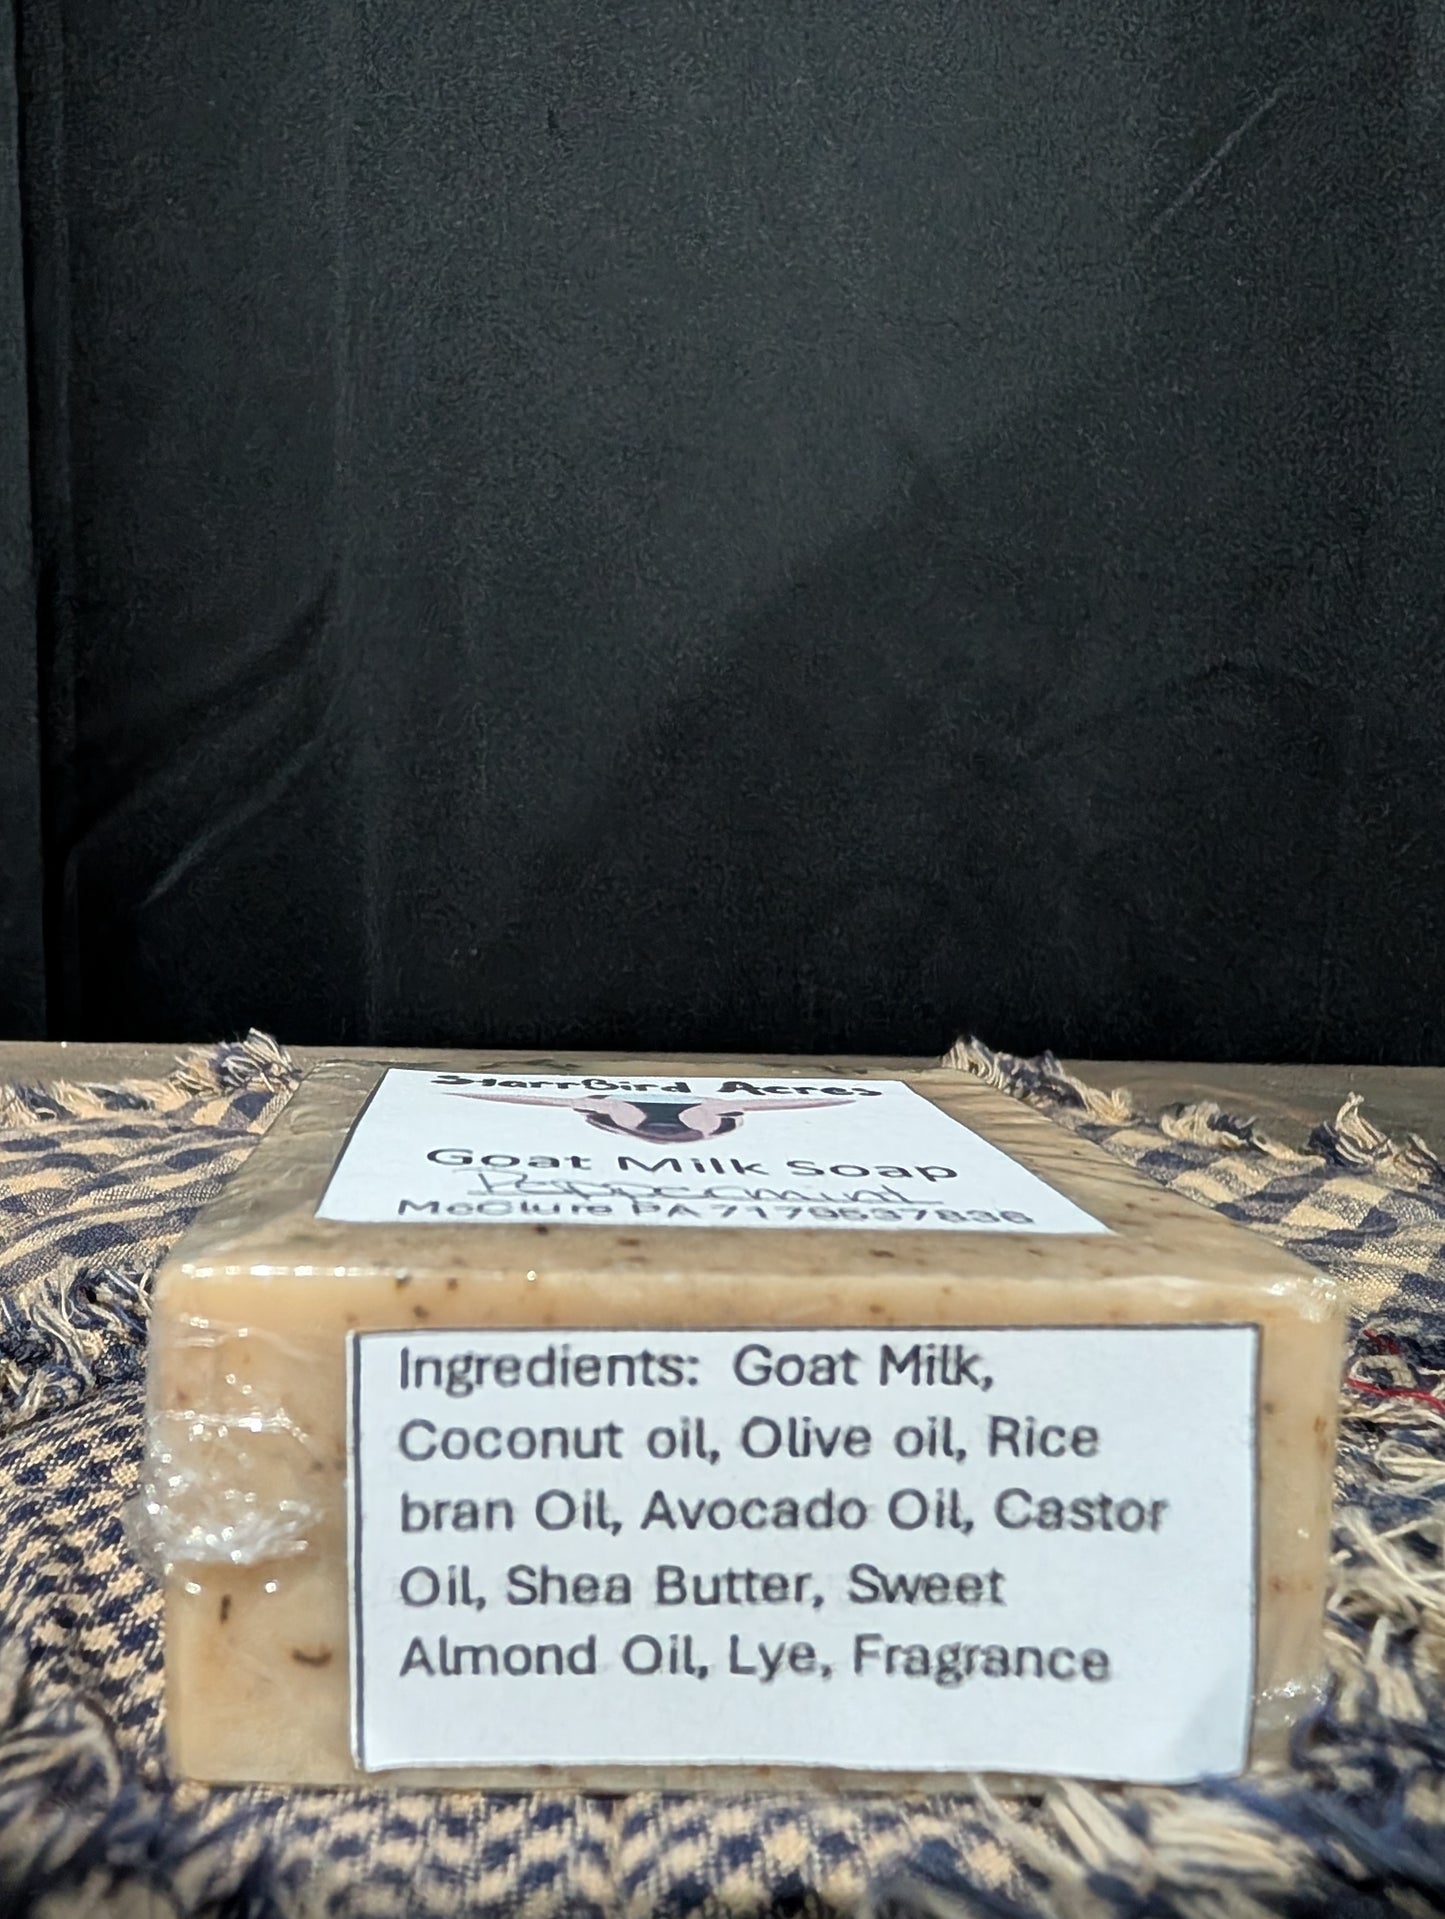 StarrBird Acres
Goat Milk Soap
Peppermint
McClure PA 7179537836
Ingredients: Goat Milk,
Coconut oil, Olive oil, Rice
bran Oil, Avocado Oil, Castor
Oil, Shea Butter, Sweet
Almond Oil, Lye, Fragrance